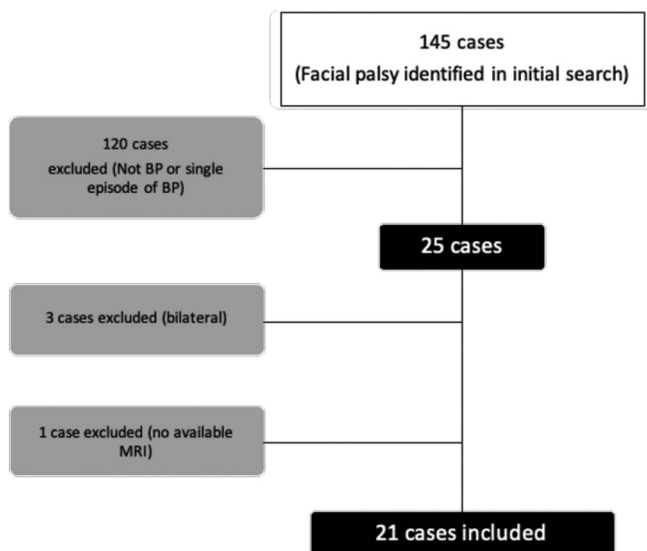 145 cases
(Facial palsy identified in initial search)
120 cases
excluded (Not BP or single
episode of BP)
25 cases
3 cases excluded (bilateral)
1 case excluded (no available
MRI)
21 cases included